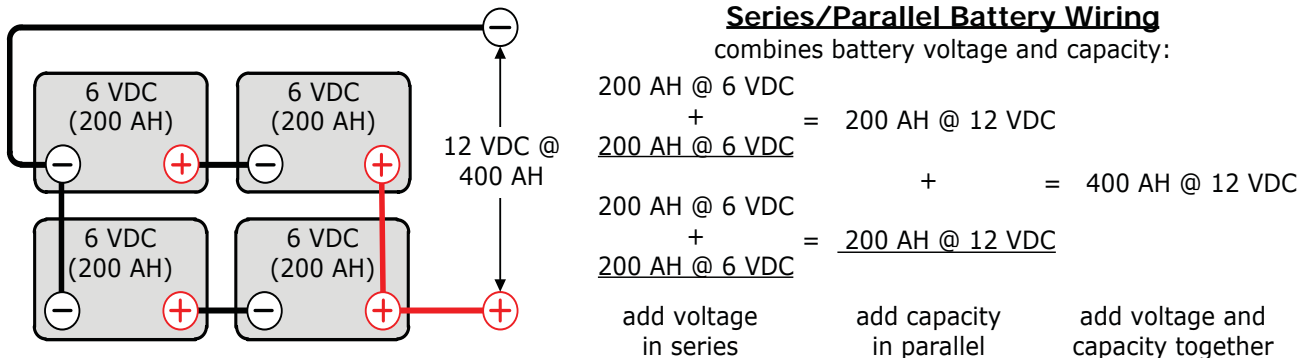 Series/Parallel Battery Wiring
combines battery voltage and capacity:
6 VDC
(200 AH)
6 VDC
(200 AH)
6 VDC
(200 AH)
6 VDC
(200 AH)
12 VDC @
400 AH
− + − +
− + − +
−
+
200 AH @ 6 VDC
+
200 AH @ 6 VDC
= 200 AH @ 12 VDC
+
200 AH @ 6 VDC
+
200 AH @ 6 VDC
= 200 AH @ 12 VDC
= 400 AH @ 12 VDC
add voltage
in series
add capacity
in parallel
add voltage and
capacity together